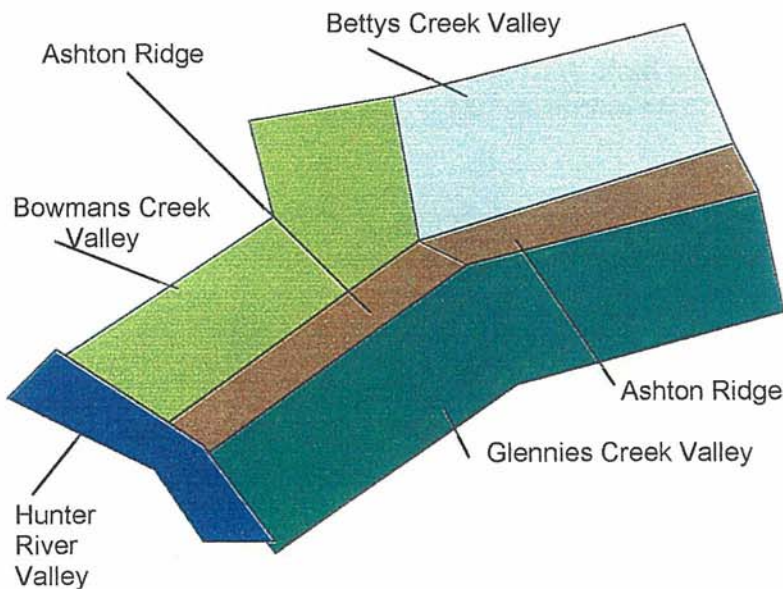 Bettys Creek Valley
Ashton Ridge
Bowmans Creek
Valley
Ashton Ridge
Glennies Creek Valley
Hunter
River
Valley